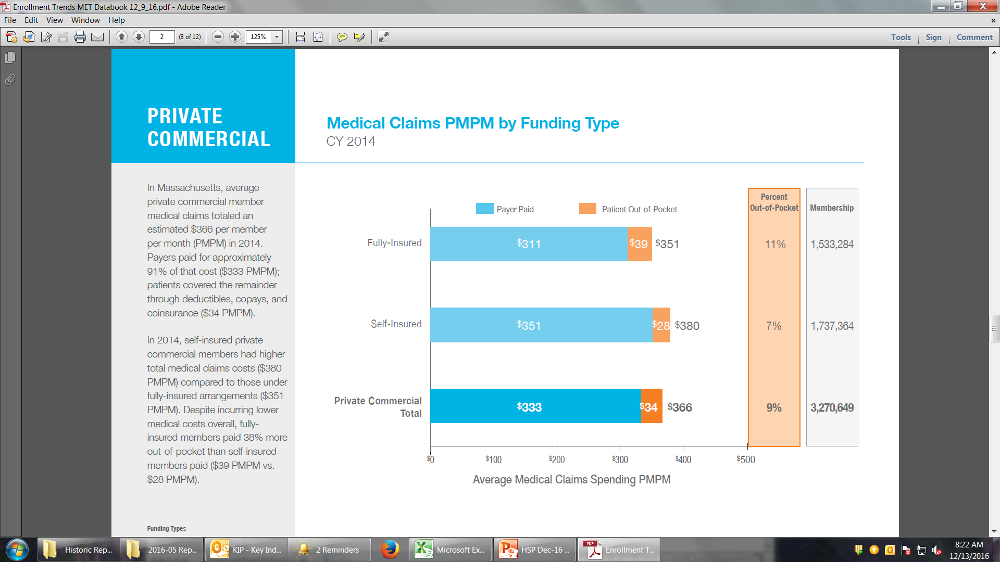 Enrollment Trends MET Databook 12_9_16.pdf - Adobe Reader
File Edit View Window Help
2 (8 of 12) 125% Tools Sign Comment
PRIVATE
COMMERCIAL
In Massachusetts, average
private commercial member
medical claims totaled an
estimated $366 per member
per month (PMPM) in 2014.
Payers paid for approximately
91% of that cost ($333 PMPM);
patients covered the remainder
through deductibles, copays, and
coinsurance ($34 PMPM).
In 2014, self-insured private
commercial members had higher
total medical claims costs ($380
PMPM) compared to those under
fully-insured arrangements ($351
PMPM). Despite incurring lower
medical costs overall, fully-
insured members paid 38% more
out-of-pocket than self-insured
members paid ($39 PMPM vs.
$28 PMPM).
Funding Types
Medical Claims PMPM by Funding Type
CY 2014
Payer Paid Patient Out-of-Pocket
Percent
Out-of-Pocket Membership
Fully-Insured $311 $39 $351 11% 1,533,284
Self-Insured $351 $28 $380 7% 1,737,364
Private Commercial
Total $333 $34 $366 9% 3,270,649
$0 $100 $200 $300 $400 $500
Average Medical Claims Spending PMPM
Historic Rep... 2016-05 Rep... KIP - Key Ind... 2 Reminders Microsoft Ex... HSP Dec-16 ... PDF Enrollment T...
8:22 AM
12/13/2016